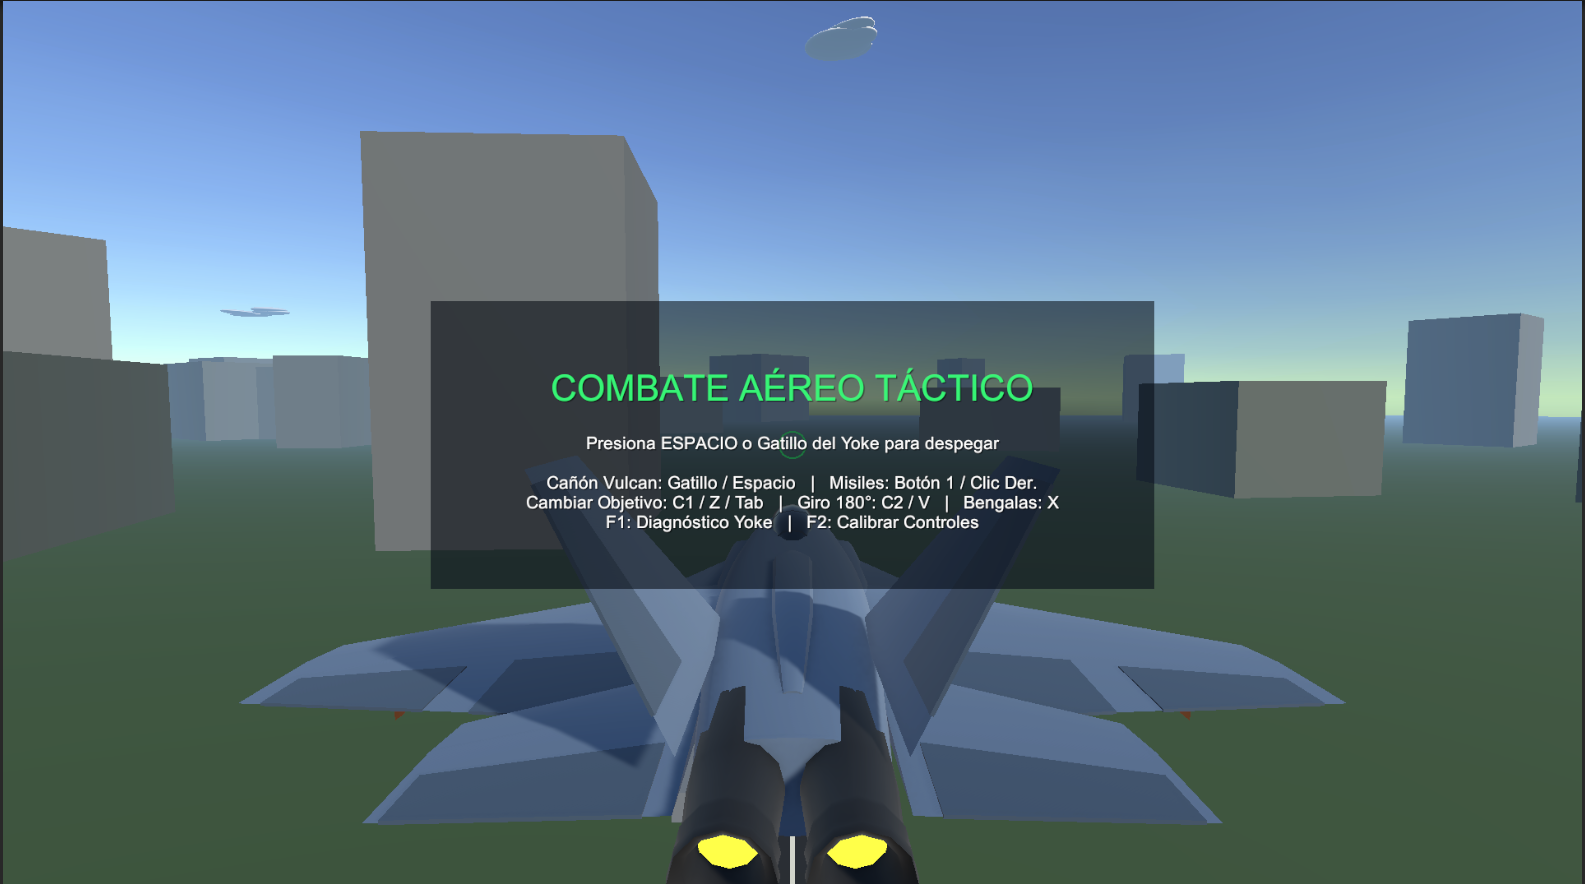 COMBATE AÉREO TÁCTICO
Presiona ESPACIO o Gatillo del Yoke para despegar
Cañón Vulcan: Gatillo / Espacio | Misiles: Botón 1 / Clic Der.
Cambiar Objetivo: C1 / Z / Tab | Giro 180°: C2 / V | Bengalas: X
F1: Diagnóstico Yoke | F2: Calibrar Controles